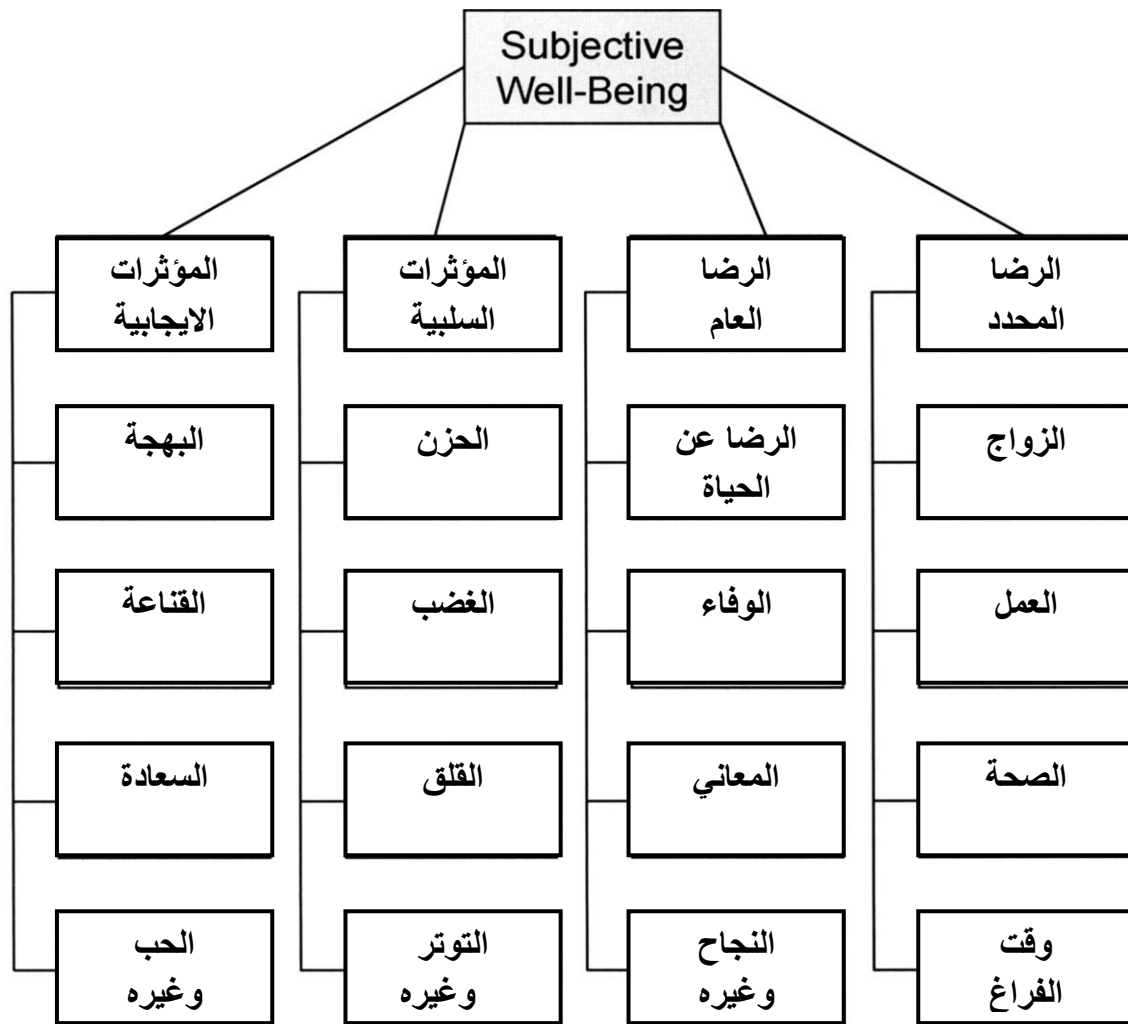 Subjective
Well-Being
المؤثرات
الايجابية
البهجة
القناعة
السعادة
الحب
وغيره
المؤثرات
السلبية
الحزن
الغضب
القلق
التوتر
وغيره
الرضا
العام
الرضا عن
الحياة
الوفاء
المعاني
النجاح
وغيره
الرضا
المحدد
الزواج
العمل
الصحة
وقت
الفراغ